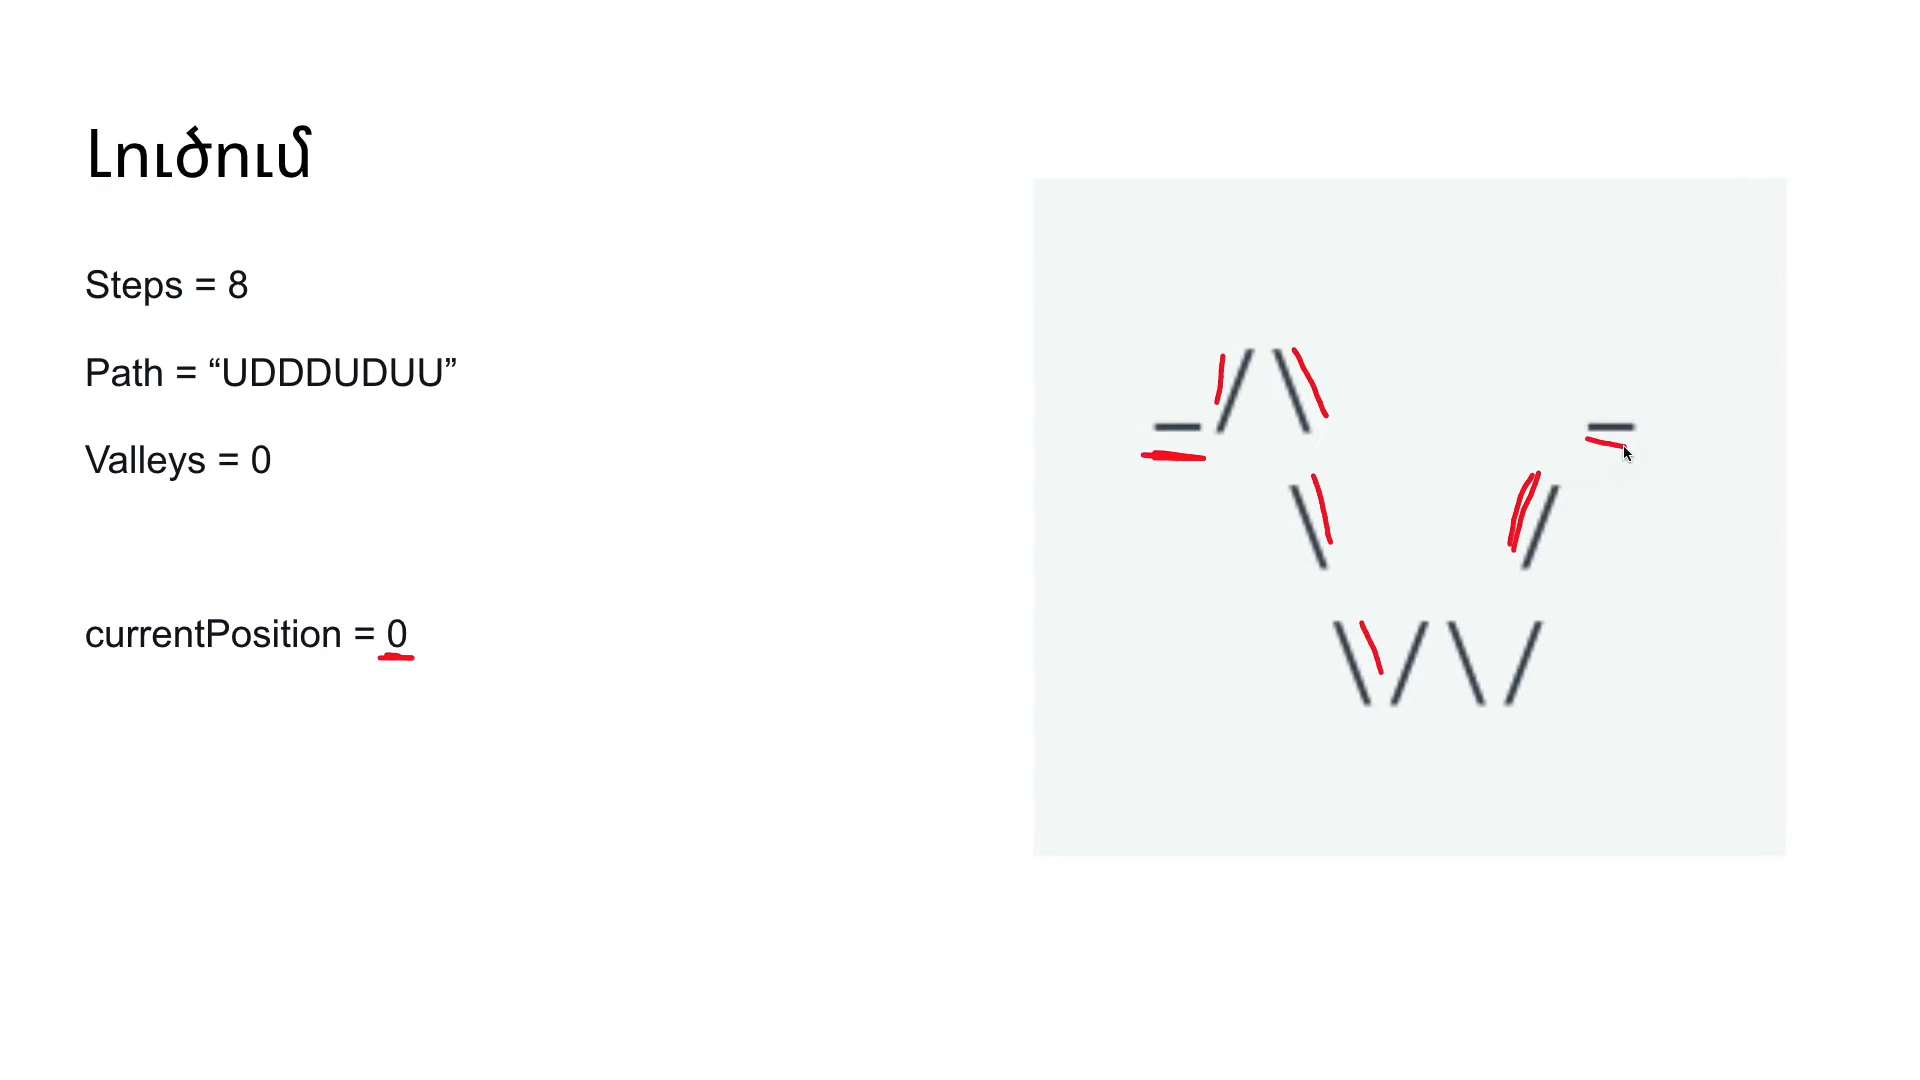 Լուծում
Steps = 8
Path = “UDDDUDUU”
Valleys = 0
currentPosition = 0
_/\      _
   \    /
    \/\/